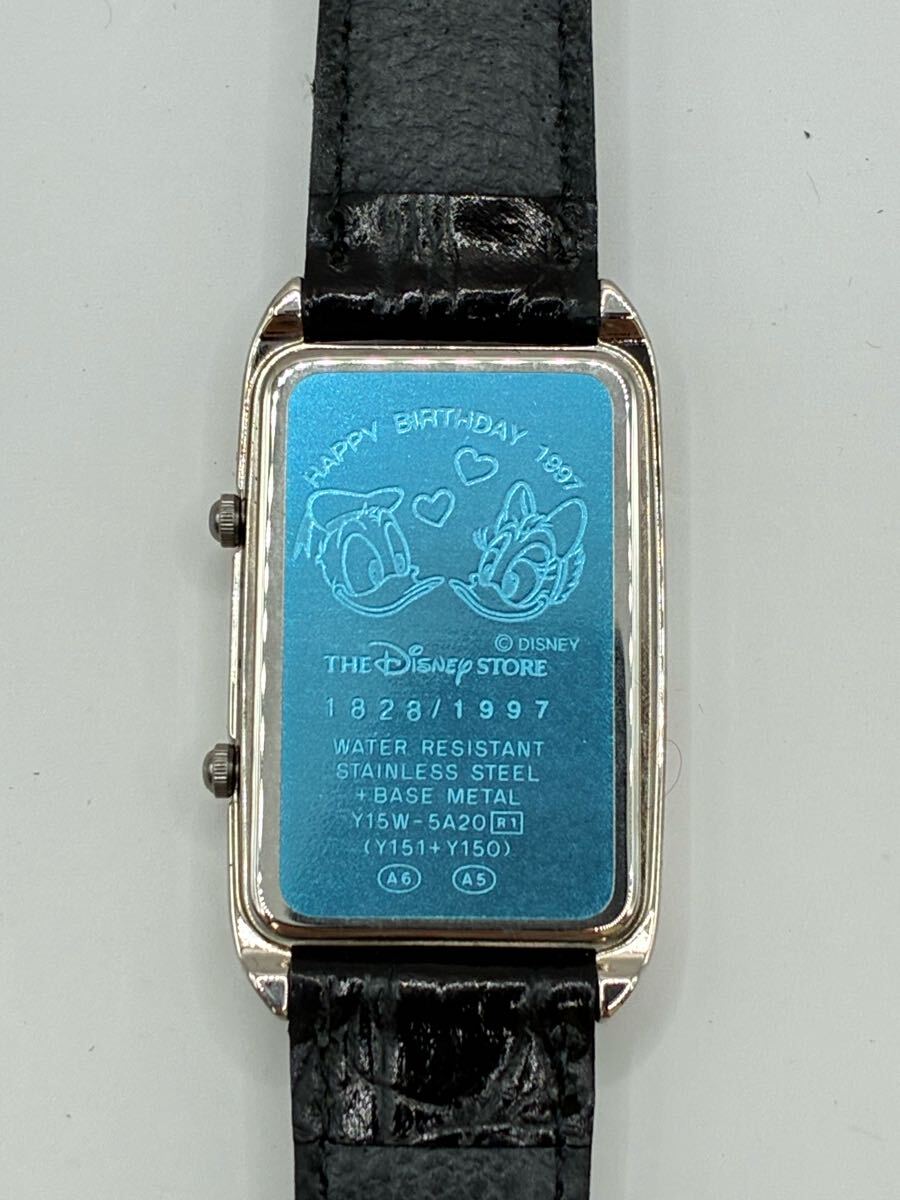 HAPPY BIRTHDAY 1997
© DISNEY
THE Disney STORE
1828/1997
WATER RESISTANT
STAINLESS STEEL
+BASE METAL
Y15W-5A20 R1
(Y151+Y150)
A6 A5